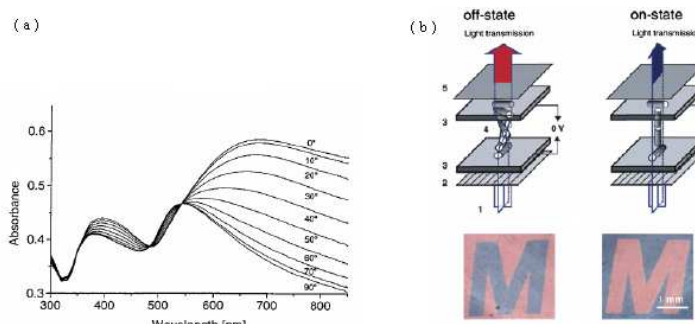 ( a )
0.6
0.5
0.4
0.3
Absorbance
0°
10°
20°
30°
40°
50°
60°
70°
90°
300
400
500
600
700
800
Wavelength [nm]
( b )
off-state
on-state
Light transmission
Light transmission
5
3
4
0 V
3
2
1
M
M
1 mm